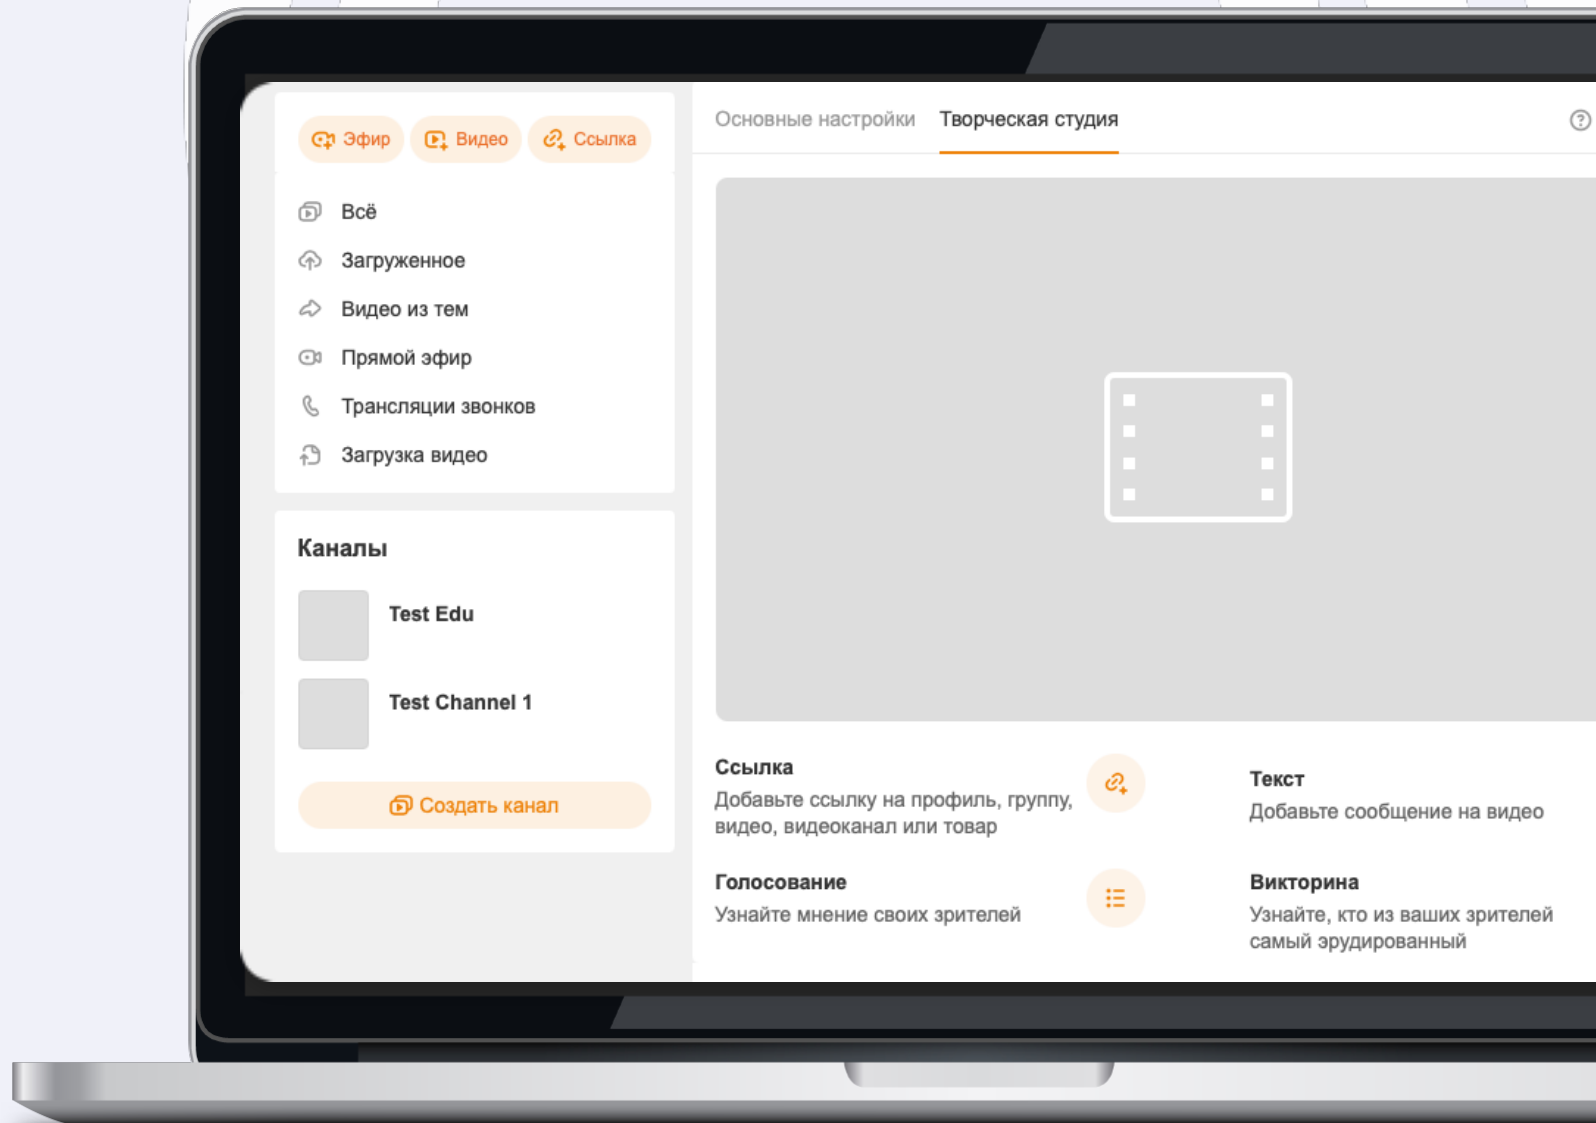 Эфир
Видео
Ссылка
Всё
Загруженное
Видео из тем
Прямой эфир
Трансляции звонков
Загрузка видео
Каналы
Test Edu
Test Channel 1
Создать канал
Основные настройки
Творческая студия
Ссылка
Добавьте ссылку на профиль, группу,
видео, видеоканал или товар
Текст
Добавьте сообщение на видео
Голосование
Узнайте мнение своих зрителей
Викторина
Узнайте, кто из ваших зрителей
самый эрудированный